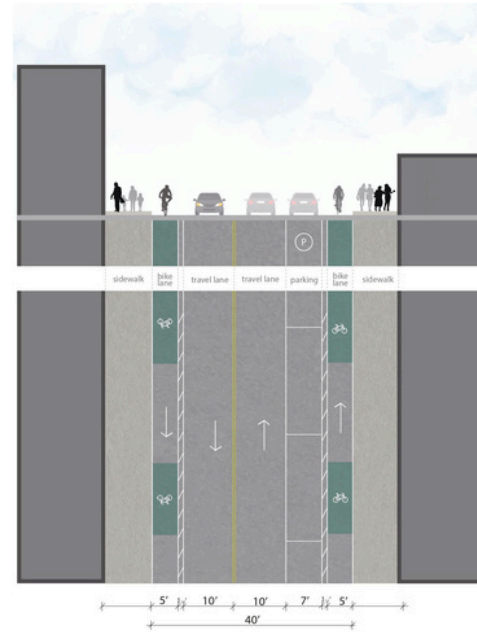 P
sidewalk
bike
lane
travel lane
travel lane
parking
bike
lane
sidewalk
5'
10'
10'
7'
5'
40'